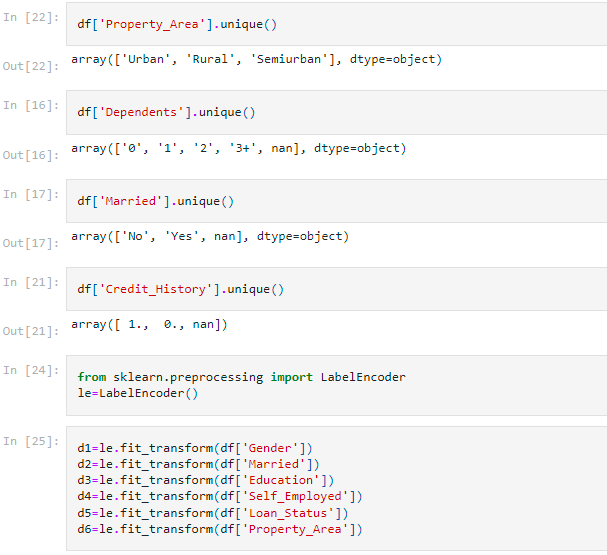 In [22]: df['Property_Area'].unique()
Out[22]: array(['Urban', 'Rural', 'Semiurban'], dtype=object)
In [16]: df['Dependents'].unique()
Out[16]: array(['0', '1', '2', '3+', nan], dtype=object)
In [17]: df['Married'].unique()
Out[17]: array(['No', 'Yes', nan], dtype=object)
In [21]: df['Credit_History'].unique()
Out[21]: array([ 1.,  0., nan])
In [24]: from sklearn.preprocessing import LabelEncoder
le=LabelEncoder()
In [25]: d1=le.fit_transform(df['Gender'])
d2=le.fit_transform(df['Married'])
d3=le.fit_transform(df['Education'])
d4=le.fit_transform(df['Self_Employed'])
d5=le.fit_transform(df['Loan_Status'])
d6=le.fit_transform(df['Property_Area'])